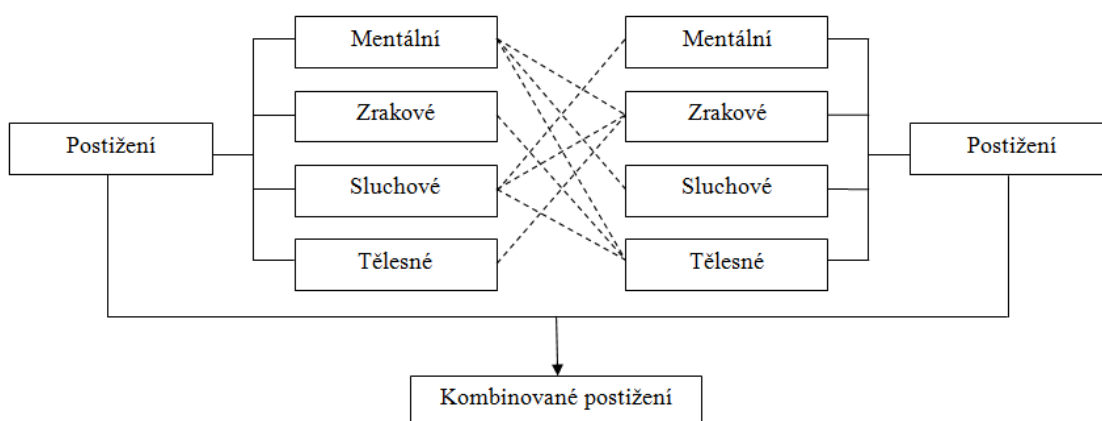 Mentální
Mentální
Zrakové
Zrakové
Postižení
Postižení
Sluchové
Sluchové
Tělesné
Tělesné
Kombinované postižení